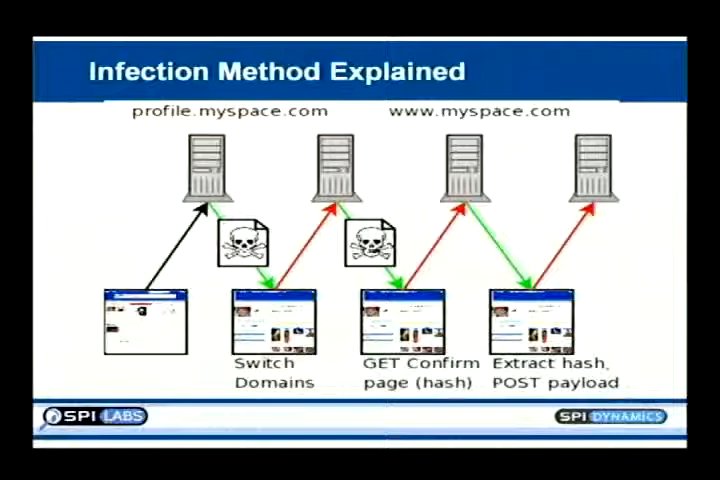 Infection Method Explained
profile.myspace.com
www.myspace.com
Switch
Domains
GET Confirm
page (hash)
Extract hash,
POST payload
SPI LABS
SPI DYNAMICS